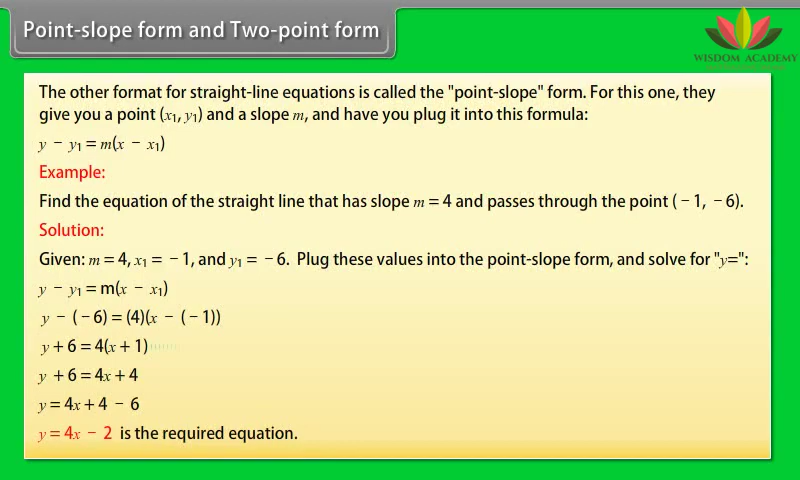 Point-slope form and Two-point form
WISDOM ACADEMY
The other format for straight-line equations is called the "point-slope" form. For this one, they
give you a point (x₁, y₁) and a slope m, and have you plug it into this formula:
y − y₁ = m(x − x₁)
Example:
Find the equation of the straight line that has slope m = 4 and passes through the point ( − 1, − 6).
Solution:
Given: m = 4, x₁ = − 1, and y₁ = − 6. Plug these values into the point-slope form, and solve for "y=":
y − y₁ = m(x − x₁)
y − ( − 6) = (4)(x − ( − 1))
y + 6 = 4(x + 1)
y + 6 = 4x + 4
y = 4x + 4 − 6
y = 4x − 2 is the required equation.